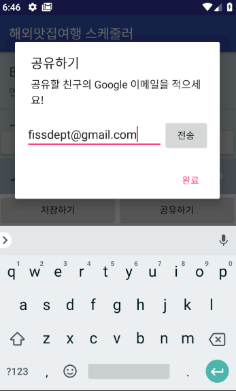 6:46
해외맛집여행 스케줄러
공유하기
공유할 친구의 Google 이메일을 적으세
요!
fissdept@gmail.com
전송
완료
저장하기 공유하기
q w e r t y u i o p
a s d f g h j k l
z x c v b n m
?123 , .